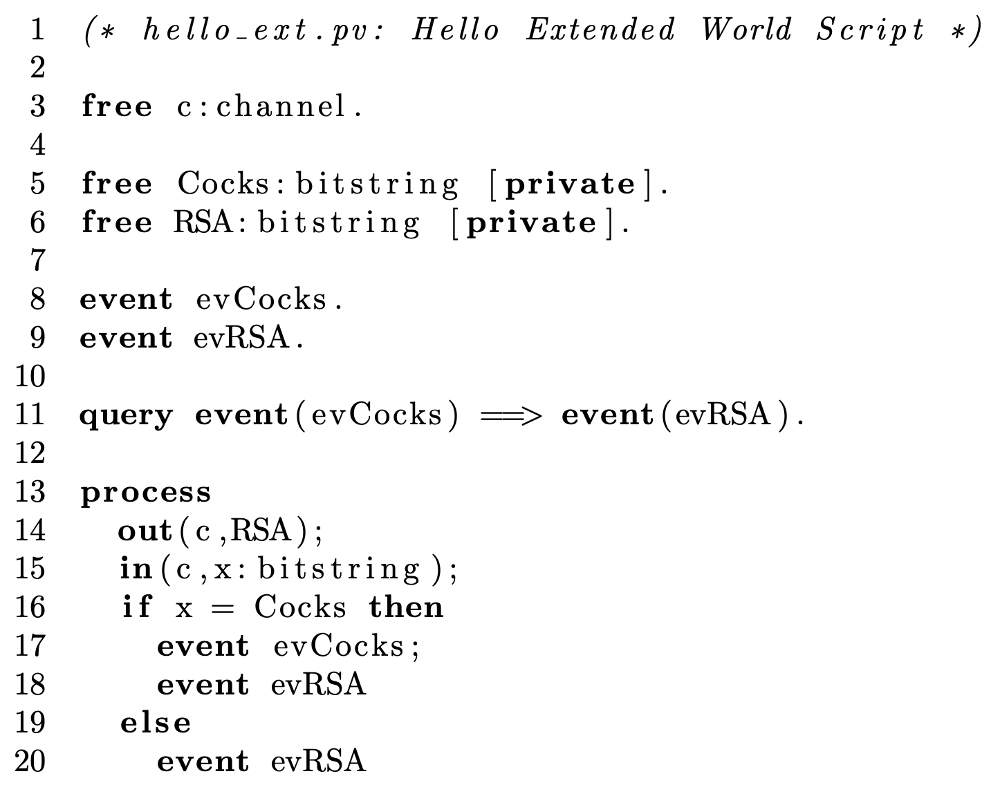 1 (* hello_ext.pv: Hello Extended World Script *)
2
3 free c:channel.
4
5 free Cocks:bitstring [private].
6 free RSA:bitstring [private].
7
8 event evCocks.
9 event evRSA.
10
11 query event(evCocks) ==> event(evRSA).
12
13 process
14 out(c,RSA);
15 in(c,x:bitstring);
16 if x = Cocks then
17 event evCocks;
18 event evRSA
19 else
20 event evRSA